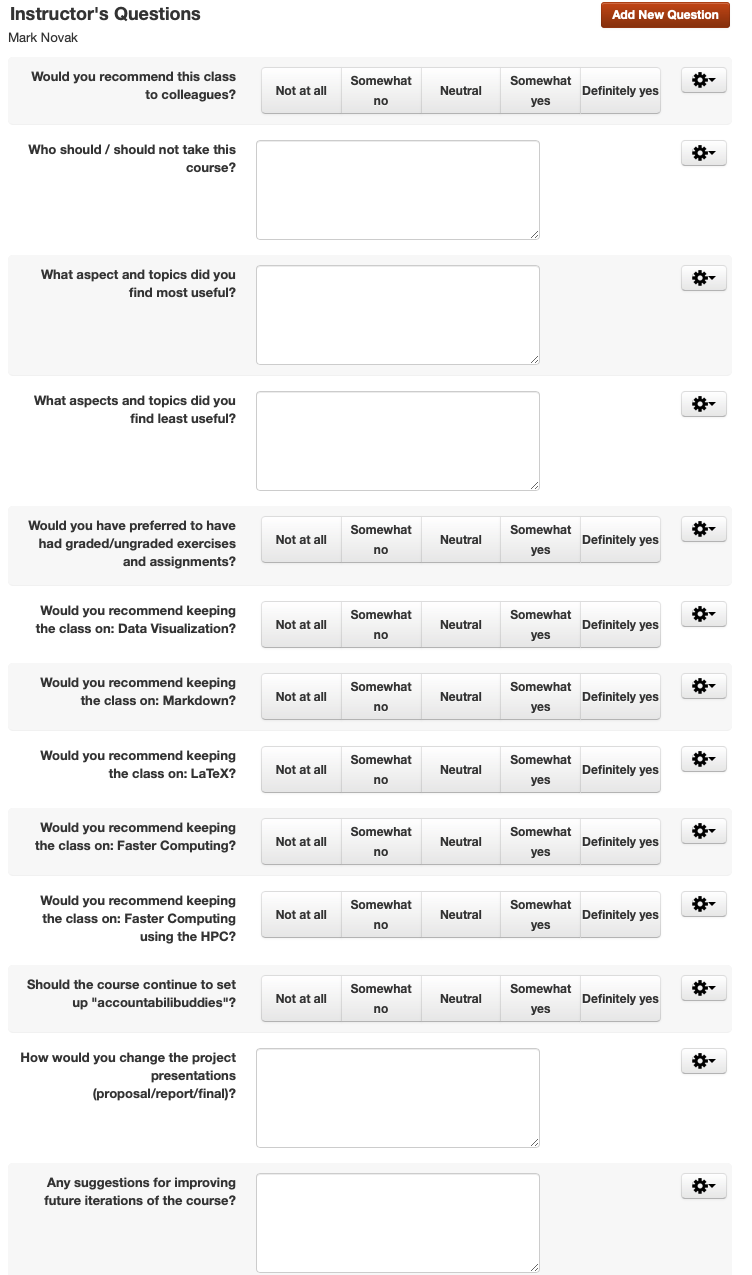 Instructor's Questions
Add New Question
Mark Novak
Would you recommend this class
to colleagues?
Not at all
Somewhat
no
Neutral
Somewhat
yes
Definitely yes
Who should / should not take this
course?
What aspect and topics did you
find most useful?
What aspects and topics did you
find least useful?
Would you have preferred to have
had graded/ungraded exercises
and assignments?
Not at all
Somewhat
no
Neutral
Somewhat
yes
Definitely yes
Would you recommend keeping
the class on: Data Visualization?
Not at all
Somewhat
no
Neutral
Somewhat
yes
Definitely yes
Would you recommend keeping
the class on: Markdown?
Not at all
Somewhat
no
Neutral
Somewhat
yes
Definitely yes
Would you recommend keeping
the class on: LaTeX?
Not at all
Somewhat
no
Neutral
Somewhat
yes
Definitely yes
Would you recommend keeping
the class on: Faster Computing?
Not at all
Somewhat
no
Neutral
Somewhat
yes
Definitely yes
Would you recommend keeping
the class on: Faster Computing
using the HPC?
Not at all
Somewhat
no
Neutral
Somewhat
yes
Definitely yes
Should the course continue to set
up "accountabilibuddies"?
Not at all
Somewhat
no
Neutral
Somewhat
yes
Definitely yes
How would you change the project
presentations
(proposal/report/final)?
Any suggestions for improving
future iterations of the course?